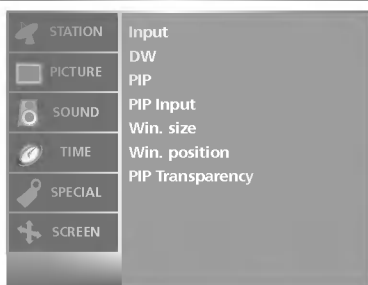 STATION
PICTURE
SOUND
TIME
SPECIAL
SCREEN
Input
DW
PIP
PIP Input
Win. size
Win. position
PIP Transparency